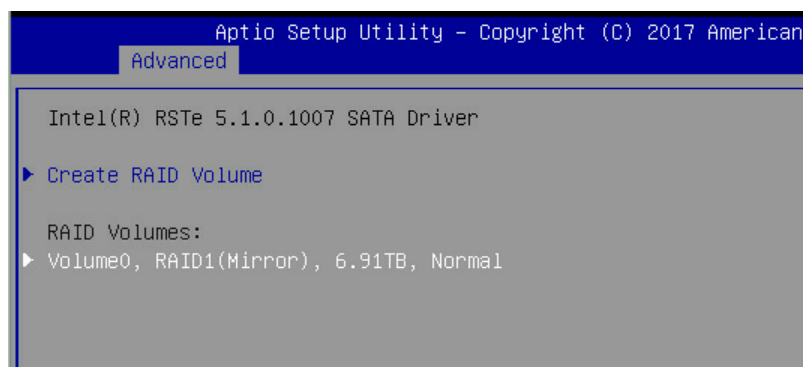 Aptio Setup Utility – Copyright (C) 2017 American
Advanced
Intel(R) RSTe 5.1.0.1007 SATA Driver
Create RAID Volume
RAID Volumes:
Volume0, RAID1(Mirror), 6.91TB, Normal